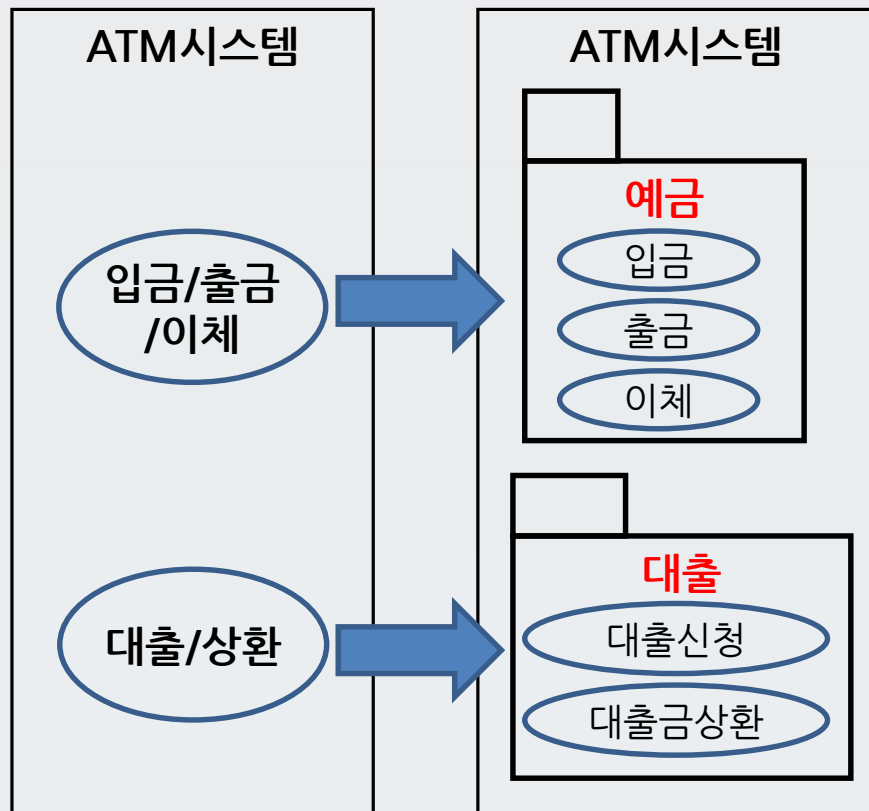 ATM시스템
입금/출금
/이체
대출/상환
ATM시스템
예금
입금
출금
이체
대출
대출신청
대출금상환